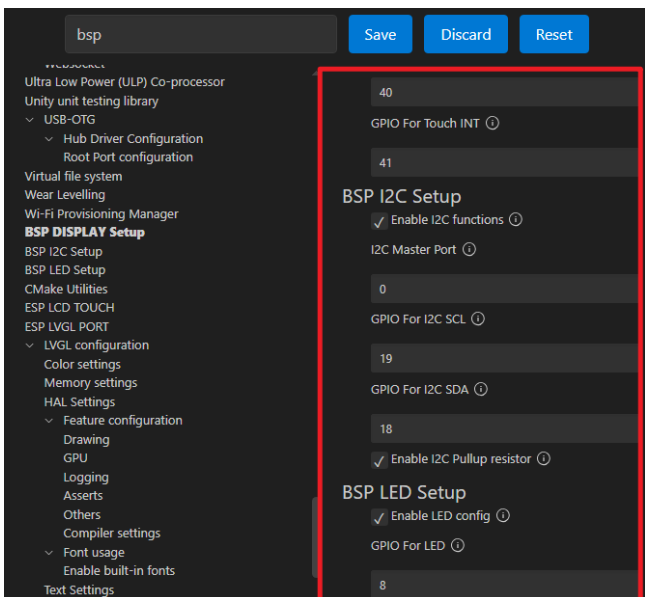 bsp
Save
Discard
Reset
Websocket
Ultra Low Power (ULP) Co-processor
Unity unit testing library
USB-OTG
Hub Driver Configuration
Root Port configuration
Virtual file system
Wear Levelling
Wi-Fi Provisioning Manager
BSP DISPLAY Setup
BSP I2C Setup
BSP LED Setup
CMake Utilities
ESP LCD TOUCH
ESP LVGL PORT
LVGL configuration
Color settings
Memory settings
HAL Settings
Feature configuration
Drawing
GPU
Logging
Asserts
Others
Compiler settings
Font usage
Enable built-in fonts
Text Settings
40
GPIO For Touch INT
41
BSP I2C Setup
Enable I2C functions
I2C Master Port
0
GPIO For I2C SCL
19
GPIO For I2C SDA
18
Enable I2C Pullup resistor
BSP LED Setup
Enable LED config
GPIO For LED
8